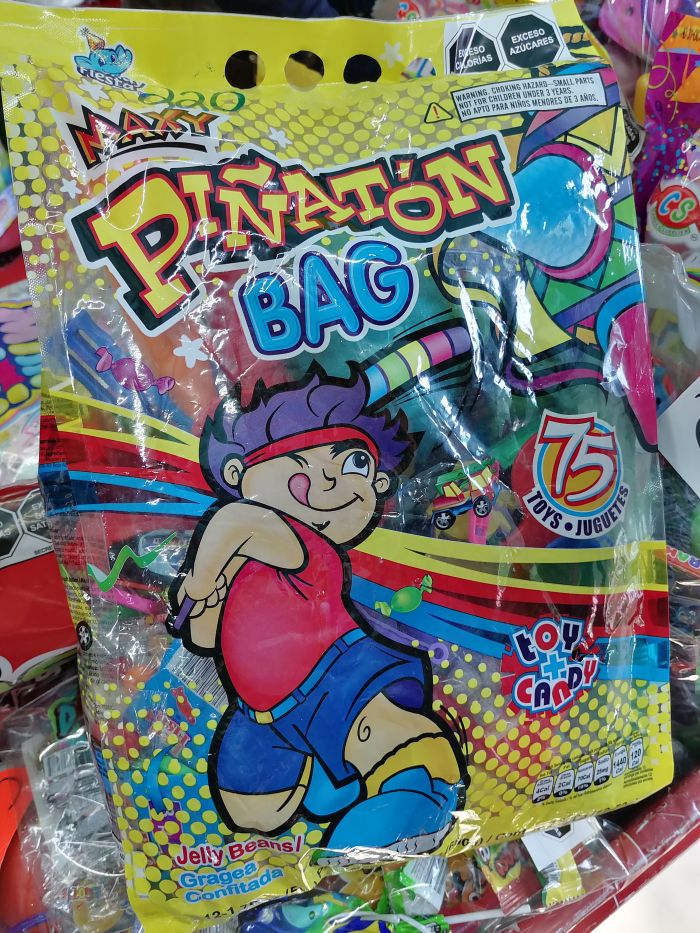 Fiesta
EXCESO
CALORÍAS
EXCESO
AZÚCARES
WARNING. CHOKING HAZARD—SMALL PARTS
NOT FOR CHILDREN UNDER 3 YEARS.
NO APTO PARA NIÑOS MENORES DE 3 AÑOS.
MAXY
PIÑATÓN
BAG
CS
75
TOYS • JUGUETES
tOY
+
CANDY
Jelly Beans/
Gragea
Confitada